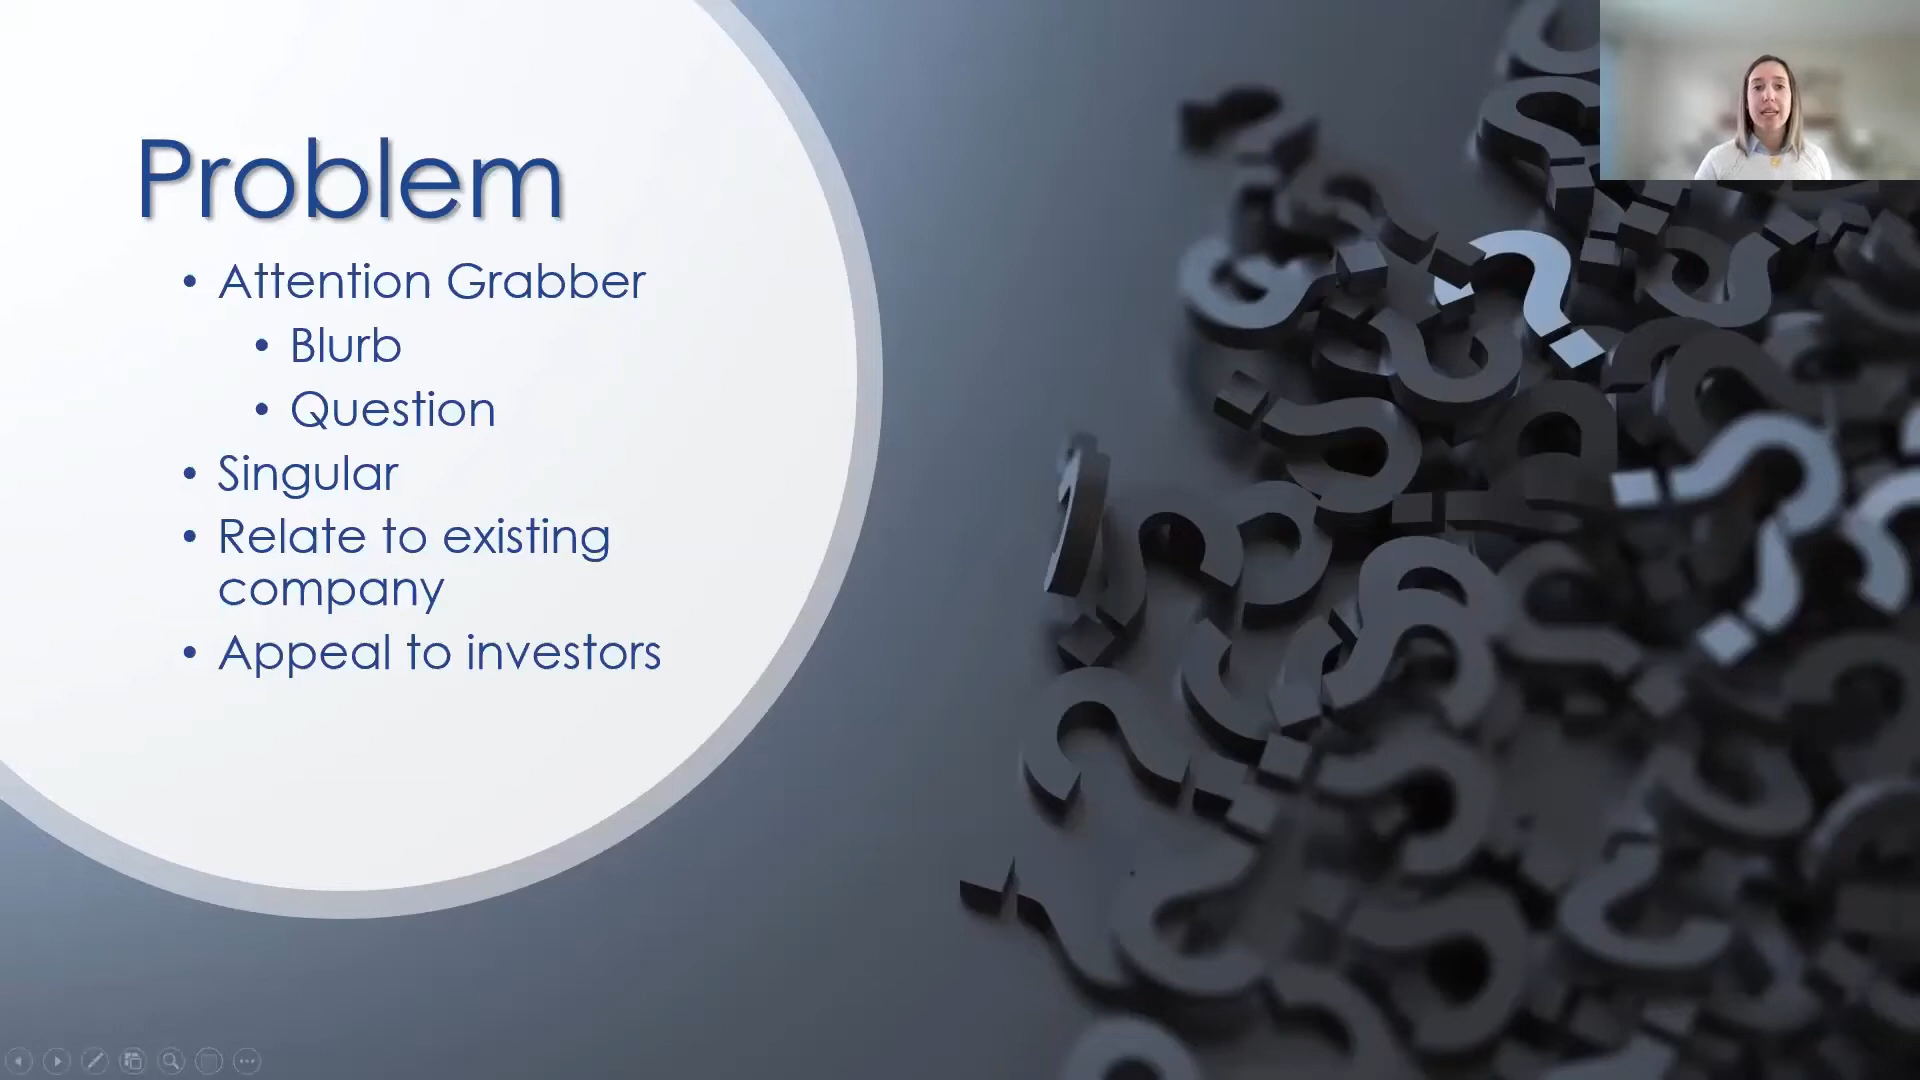 Problem
• Attention Grabber
• Blurb
• Question
• Singular
• Relate to existing
company
• Appeal to investors